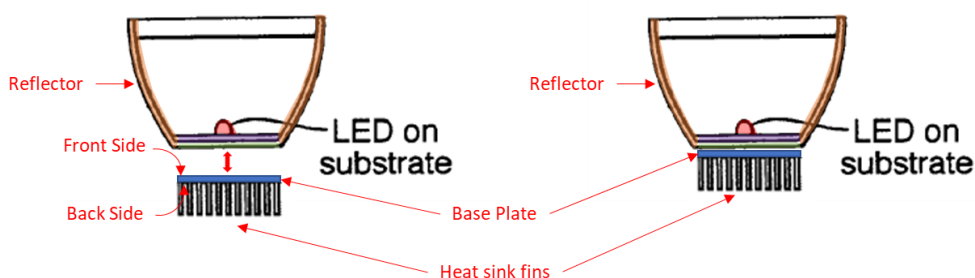 Reflector
LED on
substrate
Front Side
Back Side
Base Plate
Heat sink fins
Reflector
LED on
substrate